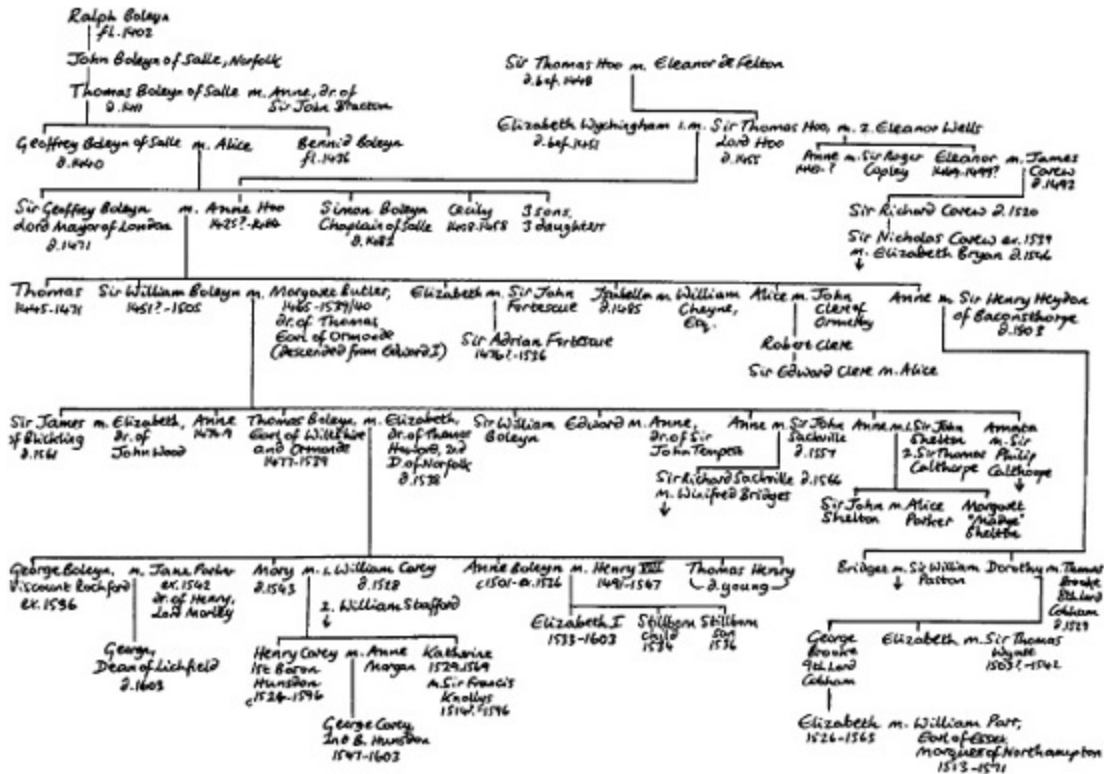 Ralph Boleyn
fl. 1402
John Boleyn of Salle, Norfolk
Thomas Boleyn of Salle m. Anne, dr. of
d. 1411 Sir John Bracton
Sir Thomas Hoo m. Eleanor de Felton
d. bef. 1448
Geoffrey Boleyn of Salle m. Alice
d. 1440
Bennid Boleyn
fl. 1436
Elizabeth Wychingham 1. m. Sir Thomas Hoo, m. 2. Eleanor Wells
d. bef. 1451
Lord Hoo
d. 1455
Anne m. Sir Roger
Copley
Eleanor m. James
Carew
d. 1492
Sir Geoffrey Boleyn m. Anne Hoo
Lord Mayor of London
d. 1471
Simon Boleyn
Chaplain of Salle
d. 1482
Cecily
1408-1458
3 sons,
3 daughters
Sir Richard Carew d. 1520
Sir Nicholas Carew ex. 1539
m. Elizabeth Bryan d. 1546
Thomas
1445-1471
Sir William Boleyn m. Margaret Butler,
1451?-1505
1465-1539/40
dr. of Thomas
Earl of Ormonde
(descended from Edward I)
Elizabeth m. Sir John
Fortescue
Sir Adrian Fortescue
1476?-1536
Isabella m. William
d. 1485
Cheyne,
Esq.
Alice m. John
Clere of
Ormesby
Robert Clere
Sir Edward Clere m. Alice
Anne m. Sir Henry Heydon
of Baconsthorpe
d. 1503
Sir James m. Elizabeth,
of Blickling
d. 1561
dr. of
John Wood
Anne
Thomas Boleyn, m. Elizabeth,
Earl of Wiltshire
and Ormonde
1477-1539
dr. of Thomas
Howard, 2nd
D. of Norfolk
d. 1538
Sir William
Boleyn
Edward m. Anne,
dr. of Sir
John Tempest
Anne m. Sir John
Sackville
d. 1557
Sir Richard Sackville d. 1566
m. Winifred Bridges
Anne m. 1. Sir John
Shelton
2. Sir Thomas
Calthorpe
Amata
m. Sir
Philip
Calthorpe
Sir John m. Alice
Shelton Parker
Margaret
"Madge"
Shelton
George Boleyn, m. Jane Parker
Viscount Rochford
ex. 1536
ex. 1542
dr. of Henry,
Lord Morley
George,
Dean of Lichfield
d. 1603
Mary m. 1. William Carey
d. 1543 d. 1528
2. William Stafford
Henry Carey m. Anne
Morgan
1st Baron
Hunsdon
c1524-1596
Katherine
1529-1569
m. Sir Francis
Knollys
1514?-1596
George Carey,
2nd B. Hunsdon
1547-1603
Anne Boleyn m. Henry VIII
c1501-ex. 1536 1491-1547
Elizabeth I
1533-1603
Stillborn
child
1534
Stillborn
son
1536
Thomas Henry
d. young
Bridget m. Sir William
Paston
Dorothy m. Thomas
Brooke
8th Lord
Cobham
d. 1529
George
Brooke
9th Lord
Cobham
Elizabeth m. Sir Thomas
Wyatt
1503?-1542
Elizabeth m. William Parr,
1526-1565
Earl of Essex
Marquess of Northampton
1513-1571